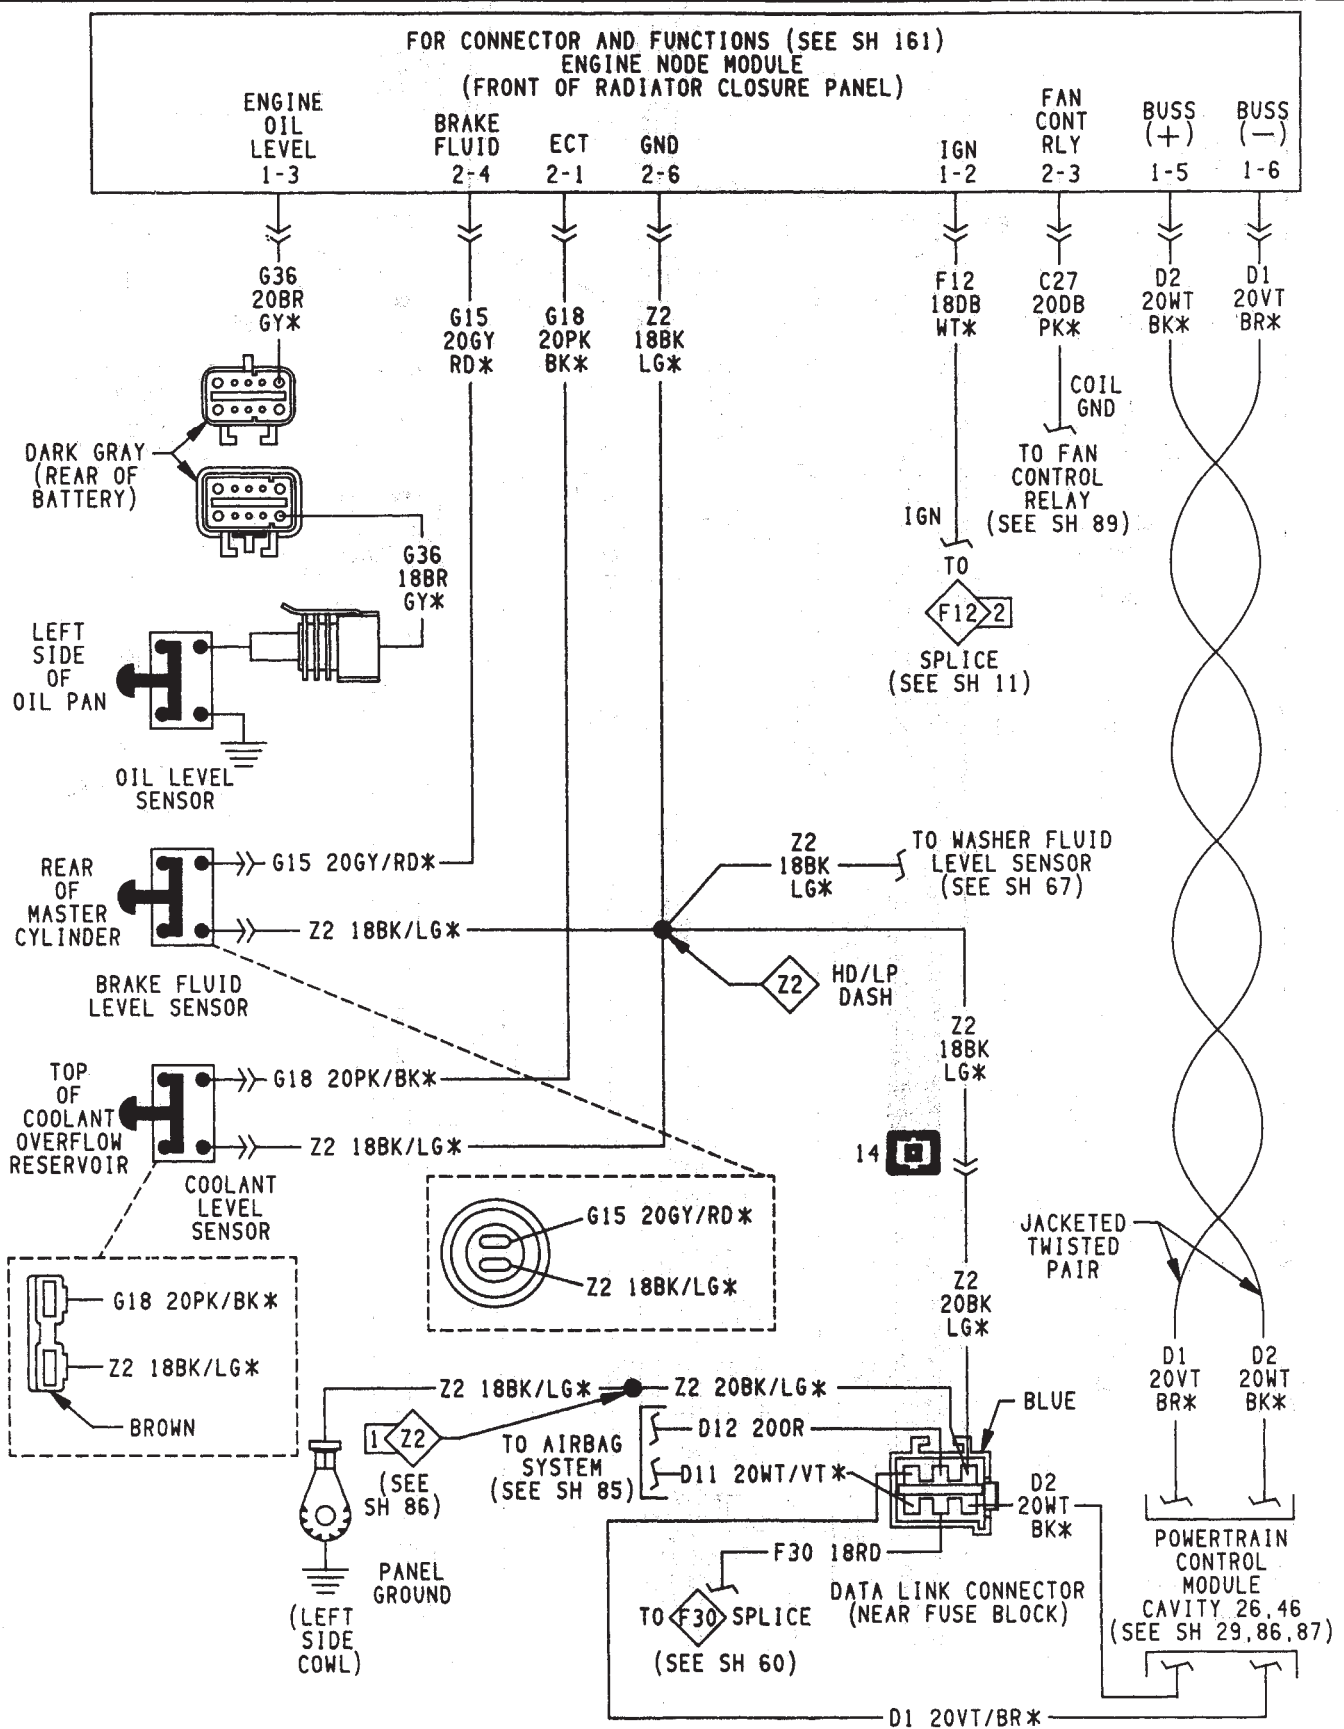 FOR CONNECTOR AND FUNCTIONS (SEE SH 161)
ENGINE NODE MODULE
(FRONT OF RADIATOR CLOSURE PANEL)
ENGINE
OIL
LEVEL
1-3
BRAKE
FLUID
2-4
ECT
2-1
GND
2-6
IGN
1-2
FAN
CONT
RLY
2-3
BUSS
(+)
1-5
BUSS
(-)
1-6
G36
20BR
GY*
G15
20GY
RD*
G18
20PK
BK*
Z2
18BK
LG*
F12
18DB
WT*
C27
20DB
PK*
D2
20WT
BK*
D1
20VT
BR*
COIL
GND
TO FAN
CONTROL
RELAY
(SEE SH 89)
DARK GRAY
(REAR OF
BATTERY)
G36
18BR
GY*
IGN
TO
F12 2
SPLICE
(SEE SH 11)
LEFT
SIDE
OF
OIL PAN
OIL LEVEL
SENSOR
REAR
OF
MASTER
CYLINDER
G15 20GY/RD*
Z2 18BK/LG*
BRAKE FLUID
LEVEL SENSOR
Z2
18BK
LG*
TO WASHER FLUID
LEVEL SENSOR
(SEE SH 67)
Z2
HD/LP
DASH
Z2
18BK
LG*
TOP
OF
COOLANT
OVERFLOW
RESERVOIR
G18 20PK/BK*
Z2 18BK/LG*
COOLANT
LEVEL
SENSOR
14
G15 20GY/RD*
Z2 18BK/LG*
JACKETED
TWISTED
PAIR
G18 20PK/BK*
Z2 18BK/LG*
BROWN
Z2
20BK
LG*
D1
20VT
BR*
D2
20WT
BK*
Z2 18BK/LG*
Z2 20BK/LG*
BLUE
1 Z2
(SEE
SH 86)
TO AIRBAG
SYSTEM
(SEE SH 85)
D12 20OR
D11 20WT/VT*
D2
20WT
BK*
F30 18RD
PANEL
GROUND
(LEFT
SIDE
COWL)
TO F30 SPLICE
(SEE SH 60)
DATA LINK CONNECTOR
(NEAR FUSE BLOCK)
POWERTRAIN
CONTROL
MODULE
CAVITY 26,46
(SEE SH 29,86,87)
D1 20VT/BR*